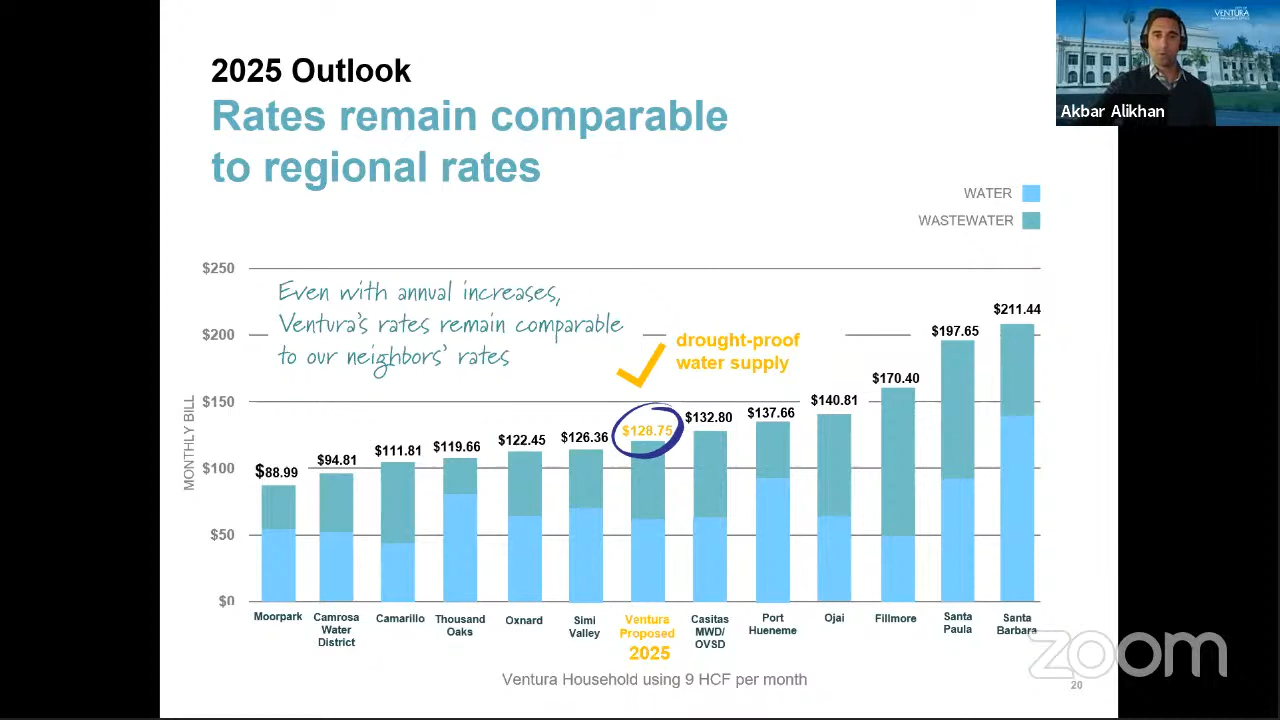 2025 Outlook
Rates remain comparable
to regional rates
VENTURA
Akbar Alikhan
WATER
WASTEWATER
MONTHLY BILL
$250
$200
$150
$100
$50
$0
Even with annual increases,
Ventura's rates remain comparable
to our neighbors' rates
drought-proof
water supply
$88.99
$94.81
$111.81
$119.66
$122.45
$126.36
$128.75
$132.80
$137.66
$140.81
$170.40
$197.65
$211.44
Moorpark
Camrosa
Water
District
Camarillo
Thousand
Oaks
Oxnard
Simi
Valley
Ventura
Proposed
2025
Casitas
MWD/
OVSD
Port
Hueneme
Ojai
Fillmore
Santa
Paula
Santa
Barbara
Ventura Household using 9 HCF per month
zoom
20